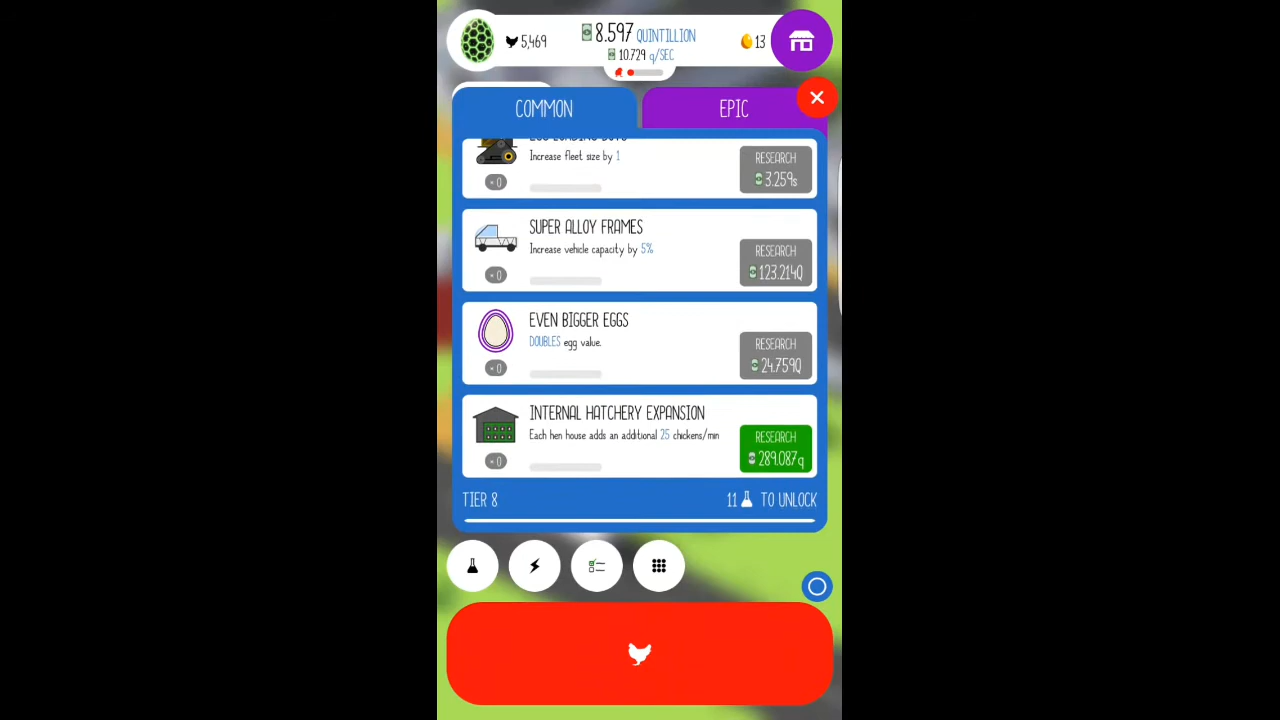 5,469
8.597 QUINTILLION
10.729 q/SEC
13
COMMON
EPIC
Increase fleet size by 1
RESEARCH
3.259s
× 0
SUPER ALLOY FRAMES
Increase vehicle capacity by 5%
RESEARCH
123.214Q
× 0
EVEN BIGGER EGGS
DOUBLES egg value.
RESEARCH
24.759Q
× 0
INTERNAL HATCHERY EXPANSION
Each hen house adds an additional 25 chickens/min
RESEARCH
289.087q
× 0
TIER 8
11 TO UNLOCK